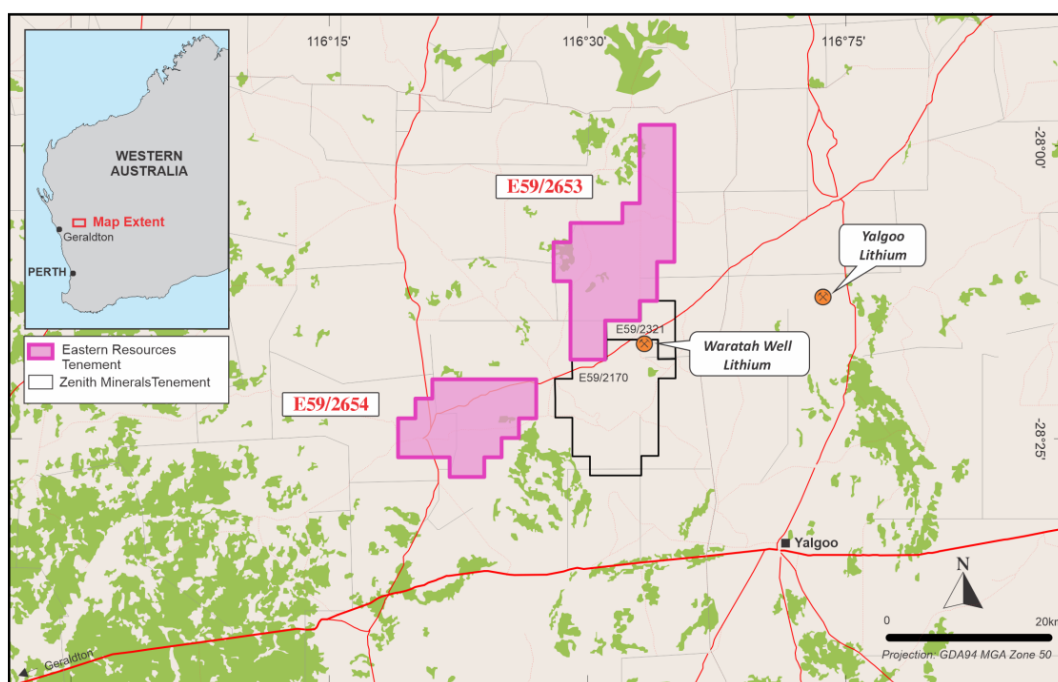 116°15'
116°30'
116°75'
-28°00'
-28°25'
WESTERN
AUSTRALIA
Map Extent
Geraldton
PERTH
Eastern Resources
Tenement
Zenith MineralsTenement
E59/2653
E59/2654
E59/2321
E59/2170
Yalgoo
Lithium
Waratah Well
Lithium
Yalgoo
Geraldton
N
0
20km
Projection: GDA94 MGA Zone 50